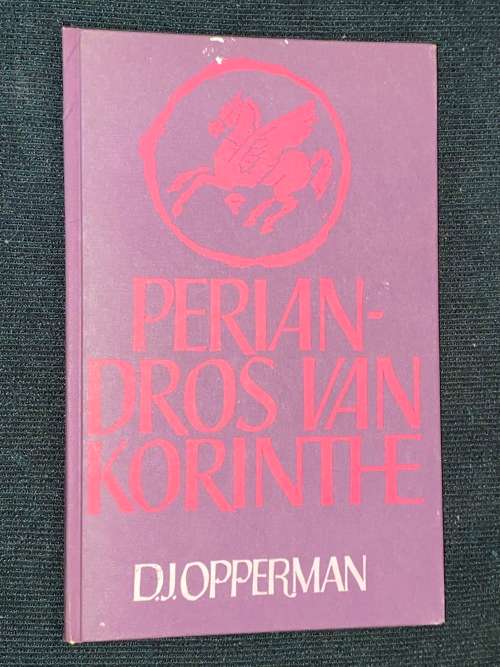 PERIAN-
DROS VAN
KORINTHE
D.J. OPPERMAN